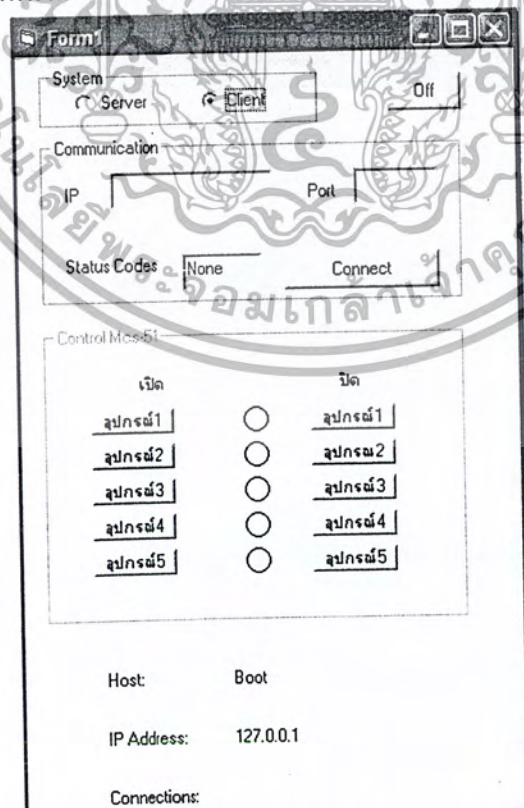 Form1
System
Server Client Off
Communication
IP Port
Status Codes None Connect
Control Mcs-51
เปิด ปิด
อุปกรณ์1 อุปกรณ์1
อุปกรณ์2 อุปกรณ์2
อุปกรณ์3 อุปกรณ์3
อุปกรณ์4 อุปกรณ์4
อุปกรณ์5 อุปกรณ์5
Host: Boot
IP Address: 127.0.0.1
Connections: